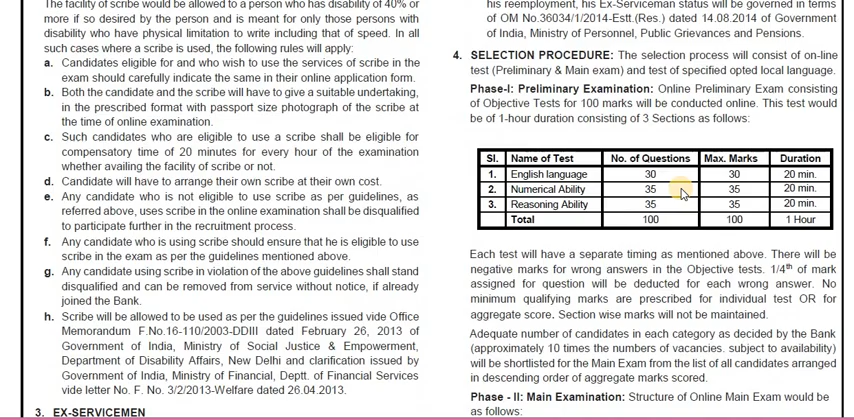 The facility of scribe would be allowed to a person who has disability of 40% or
more if so desired by the person and is meant for only those persons with
disability who have physical limitation to write including that of speed. In all
such cases where a scribe is used, the following rules will apply:
a. Candidates eligible for and who wish to use the services of scribe in the
exam should carefully indicate the same in their online application form.
b. Both the candidate and the scribe will have to give a suitable undertaking,
in the prescribed format with passport size photograph of the scribe at
the time of online examination.
c. Such candidates who are eligible to use a scribe shall be eligible for
compensatory time of 20 minutes for every hour of the examination
whether availing the facility of scribe or not.
d. Candidate will have to arrange their own scribe at their own cost.
e. Any candidate who is not eligible to use scribe as per guidelines, as
referred above, uses scribe in the online examination shall be disqualified
to participate further in the recruitment process.
f. Any candidate who is using scribe should ensure that he is eligible to use
scribe in the exam as per the guidelines mentioned above.
g. Any candidate using scribe in violation of the above guidelines shall stand
disqualified and can be removed from service without notice, if already
joined the Bank.
h. Scribe will be allowed to be used as per the guidelines issued vide Office
Memorandum F.No.16-110/2003-DDIII dated February 26, 2013 of
Government of India, Ministry of Social Justice & Empowerment,
Department of Disability Affairs, New Delhi and clarification issued by
Government of India, Ministry of Financial, Deptt. of Financial Services
vide letter No. F. No. 3/2/2013-Welfare dated 26.04.2013.
3. EX-SERVICEMEN
his reemployment, his Ex-Serviceman status will be governed in terms
of OM No.36034/1/2014-Estt.(Res.) dated 14.08.2014 of Government
of India, Ministry of Personnel, Public Grievances and Pensions.
4. SELECTION PROCEDURE: The selection process will consist of on-line
test (Preliminary & Main exam) and test of specified opted local language.
Phase-I: Preliminary Examination: Online Preliminary Exam consisting
of Objective Tests for 100 marks will be conducted online. This test would
be of 1-hour duration consisting of 3 Sections as follows:
Sl. Name of Test No. of Questions Max. Marks Duration
1. English language 30 30 20 min.
2. Numerical Ability 35 35 20 min.
3. Reasoning Ability 35 35 20 min.
Total 100 100 1 Hour
Each test will have a separate timing as mentioned above. There will be
negative marks for wrong answers in the Objective tests. 1/4th of mark
assigned for question will be deducted for each wrong answer. No
minimum qualifying marks are prescribed for individual test OR for
aggregate score. Section wise marks will not be maintained.
Adequate number of candidates in each category as decided by the Bank
(approximately 10 times the numbers of vacancies. subject to availability)
will be shortlisted for the Main Exam from the list of all candidates arranged
in descending order of aggregate marks scored.
Phase - II: Main Examination: Structure of Online Main Exam would be
as follows: